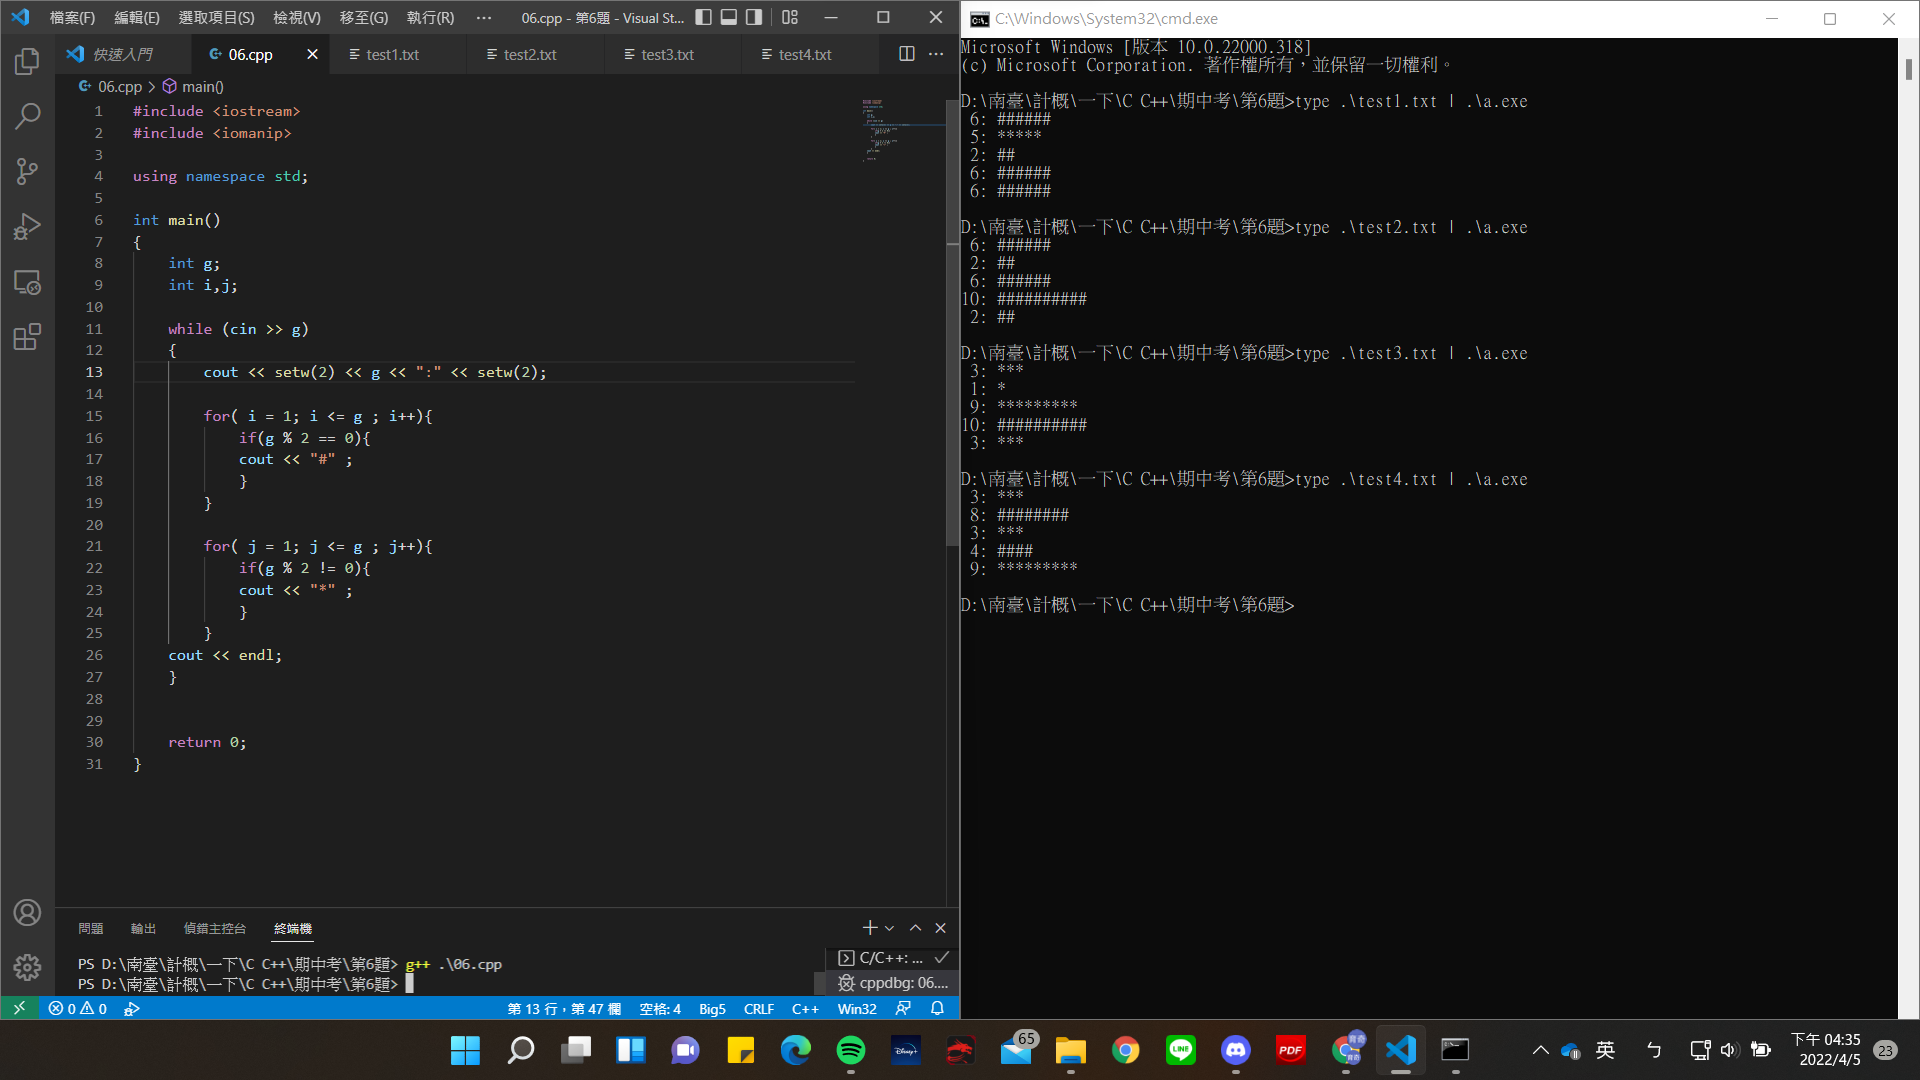 檔案(F) 編輯(E) 選取項目(S) 檢視(V) 移至(G) 執行(R) ··· 06.cpp - 第6題 - Visual St...
快速入門 06.cpp test1.txt test2.txt test3.txt test4.txt
06.cpp > main()
1 #include <iostream>
2 #include <iomanip>
3
4 using namespace std;
5
6 int main()
7 {
8 int g;
9 int i,j;
10
11 while (cin >> g)
12 {
13 cout << setw(2) << g << ":" << setw(2);
14
15 for( i = 1; i <= g ; i++){
16 if(g % 2 == 0){
17 cout << "#" ;
18 }
19 }
20
21 for( j = 1; j <= g ; j++){
22 if(g % 2 != 0){
23 cout << "*" ;
24 }
25 }
26 cout << endl;
27 }
28
29
30 return 0;
31 }
問題 輸出 偵錯主控台 終端機
PS D:\南臺\計概\一下\C C++\期中考\第6題> g++ .\06.cpp
PS D:\南臺\計概\一下\C C++\期中考\第6題>
C/C++: ...
cppdbg: 06....
0 0 第 13 行，第 47 欄 空格: 4 Big5 CRLF C++ Win32
C:\Windows\System32\cmd.exe
Microsoft Windows [版本 10.0.22000.318]
(c) Microsoft Corporation. 著作權所有，並保留一切權利。
D:\南臺\計概\一下\C C++\期中考\第6題>type .\test1.txt | .\a.exe
6: ######
5: *****
2: ##
6: ######
6: ######
D:\南臺\計概\一下\C C++\期中考\第6題>type .\test2.txt | .\a.exe
6: ######
2: ##
6: ######
10: ##########
2: ##
D:\南臺\計概\一下\C C++\期中考\第6題>type .\test3.txt | .\a.exe
3: ***
1: *
9: *********
10: ##########
3: ***
D:\南臺\計概\一下\C C++\期中考\第6題>type .\test4.txt | .\a.exe
3: ***
8: ########
3: ***
4: ####
9: *********
D:\南臺\計概\一下\C C++\期中考\第6題>
Disney+ 65 LINE PDF 育奇 育奇 英 ㄅ 下午 04:35
2022/4/5 23